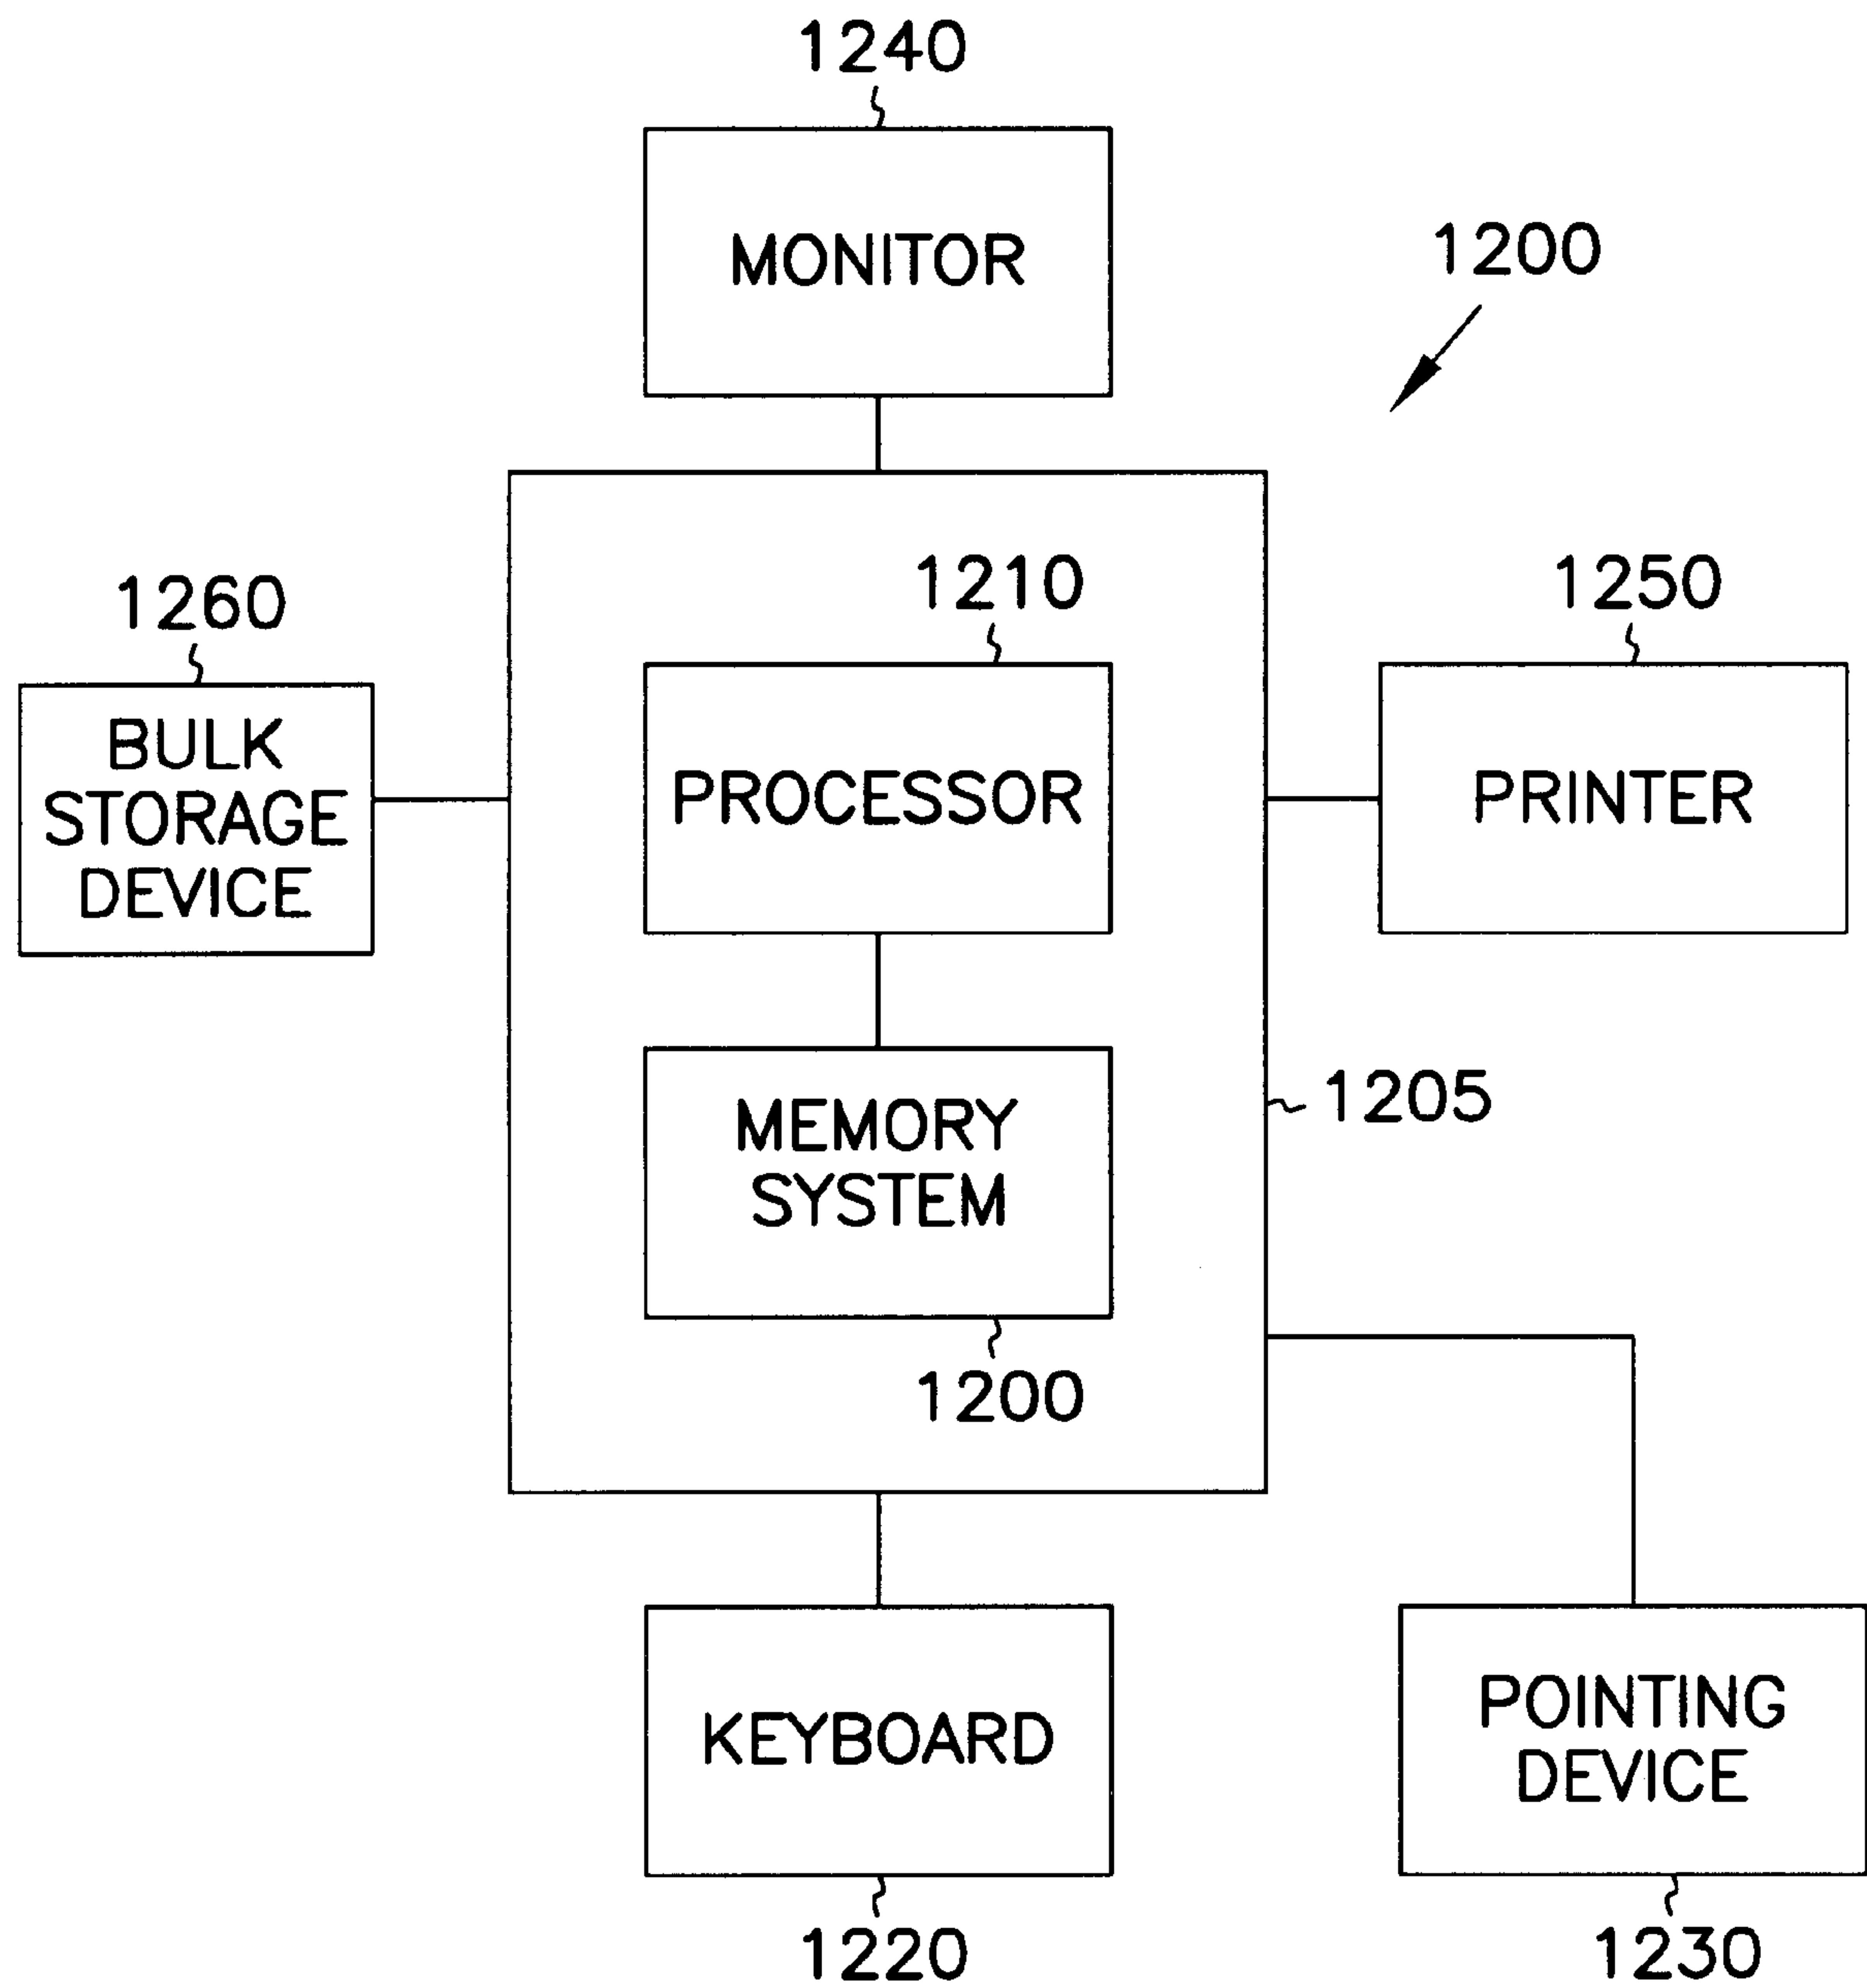 1240
MONITOR
1200
1260
BULK
STORAGE
DEVICE
1210
PROCESSOR
1250
PRINTER
MEMORY
SYSTEM
1205
1200
KEYBOARD
1220
POINTING
DEVICE
1230